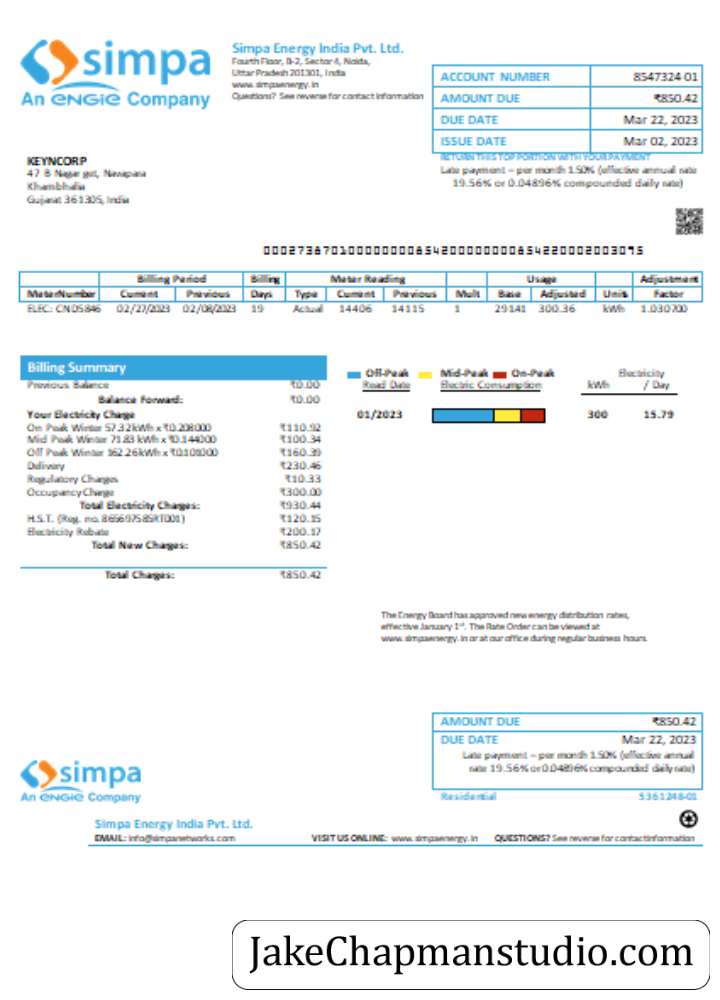 simpa
An ENGIE Company
Simpa Energy India Pvt. Ltd.
Fourth Floor, B-2, Sector 4, Noida,
Uttar Pradesh 201301, India
www.simpaenergy.in
Questions? See reverse for contact information
ACCOUNT NUMBER 8547324 01
AMOUNT DUE ₹850.42
DUE DATE Mar 22, 2023
ISSUE DATE Mar 02, 2023
RETURN THIS TOP PORTION WITH YOUR PAYMENT
Late payment – per month 1.50% (effective annual rate
19.56% or 0.04896% compounded daily rate)
KEYNCORP
47 B Nagar get, Navapara
Khambhalia
Gujarat 361305, India
Billing Period Billing Meter Reading Usage Adjustment
MeterNumber Current Previous Days Type Current Previous Mult Base Adjusted Units Factor
ELEC: CND5846 02/27/2023 02/08/2023 19 Actual 14406 14115 1 29141 300.36 kWh 1.030700
Billing Summary
Previous Balance ₹0.00
Balance Forward: ₹0.00
Your Electricity Charge
On Peak Winter 57.32 kWh x ₹0.208000 ₹110.92
Mid Peak Winter 71.83 kWh x ₹0.144000 ₹100.34
Off Peak Winter 162.26 kWh x ₹0.101000 ₹160.39
Delivery ₹230.46
Regulatory Charges ₹10.33
Occupancy Charge ₹300.00
Total Electricity Charges: ₹930.44
H.S.T. (Reg. no. 865697585RT001) ₹120.15
Electricity Rebate ₹200.17
Total New Charges: ₹850.42
Total Charges: ₹850.42
Off-Peak Mid-Peak On-Peak Electricity
Read Date Electric Consumption kWh / Day
01/2023 300 15.79
The Energy Board has approved new energy distribution rates,
effective January 1st. The Rate Order can be viewed at
www.simpaenergy.in or at our office during regular business hours.
AMOUNT DUE ₹850.42
DUE DATE Mar 22, 2023
Late payment – per month 1.50% (effective annual
rate 19.56% or 0.04896% compounded daily rate)
Residential 5361248-01
simpa
An ENGIE Company
Simpa Energy India Pvt. Ltd.
EMAIL: info@simpanetworks.com VISIT US ONLINE: www.simpaenergy.in QUESTIONS? See reverse for contact information
JakeChapmanstudio.com